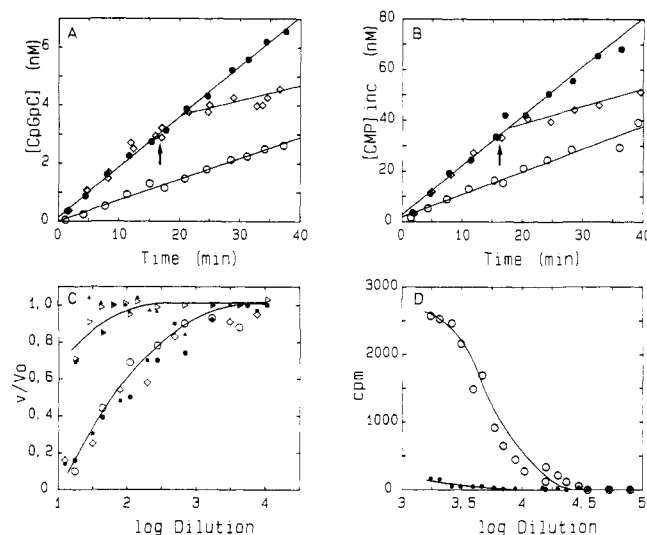 A
[CpGpC] (nM)
6
4
2
0
0 10 20 30 40
Time (min)
B
[CMP] inc (nM)
80
60
40
20
0
0 10 20 30 40
Time (min)
C
v/Vo
1,0
0,8
0,6
0,4
0,2
0
1 2 3 4
log Dilution
D
cpm
3000
2000
1000
0
3 3,5 4 4,5 5
log Dilution